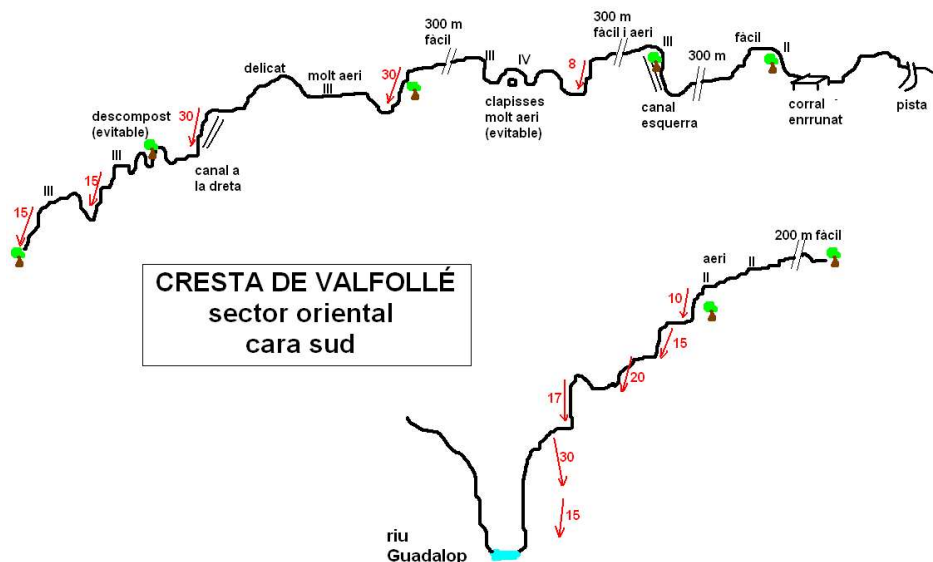 300 m
fàcil
III
IV
300 m
fàcil i aeri
III
fàcil
II
8
clapisses
molt aeri
(evitable)
canal
esquerra
300 m
corral
enrrunat
pista
delicat
molt aeri
III
30
30
descompost
(evitable)
III
canal a
la dreta
15
III
15
CRESTA DE VALFOLLÉ
sector oriental
cara sud
200 m fàcil
aeri
II
II
10
15
20
17
30
15
riu
Guadalop